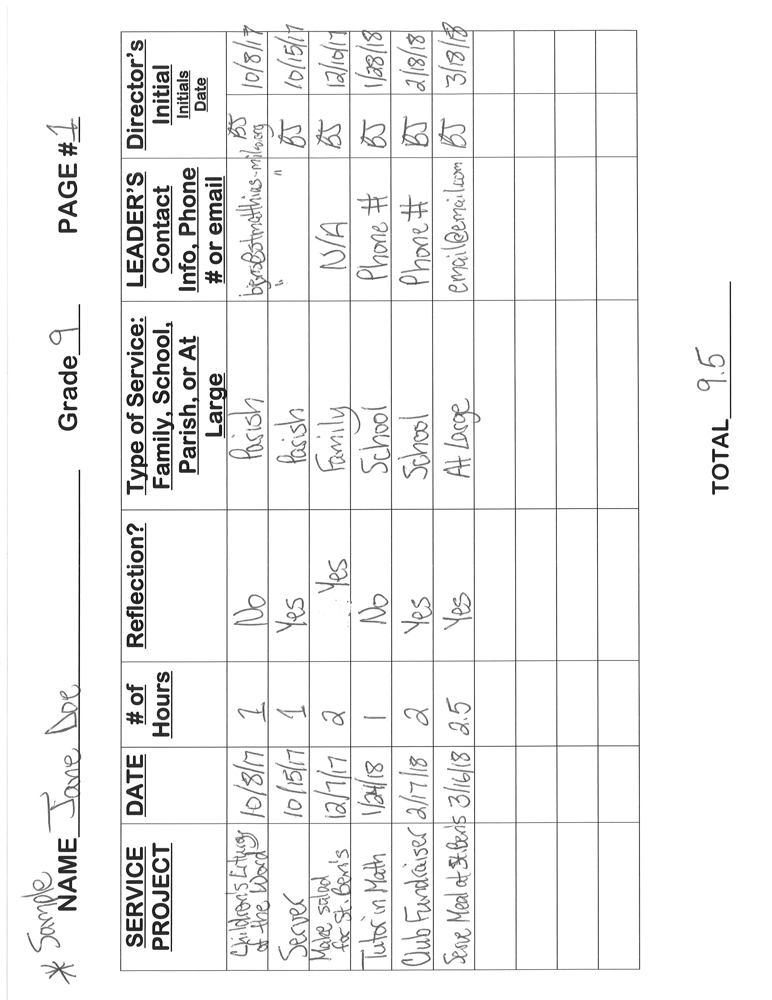 * Sample
NAME Jane Doe Grade 9 PAGE # 1
SERVICE PROJECT DATE # of Hours Reflection? Type of Service: Family, School, Parish, or At Large LEADER'S Contact Info, Phone # or email Director's Initial Initials Date
Children's Liturgy of the Word 10/8/17 1 No Parish BJ 10/8/17
Server 10/15/17 1 Yes Parish " " BJ 10/15/17
Make salad for St. Ben's 12/7/17 2 Yes Family N/A BJ 12/10/17
Tutor in Math 1/24/18 1 No School Phone # BJ 1/28/18
Club Fundraiser 2/17/18 2 Yes School Phone # BJ 2/18/18
Serve Meal at St. Ben's 3/16/18 2.5 Yes At Large email@email.com BJ 3/18/18
TOTAL 9.5